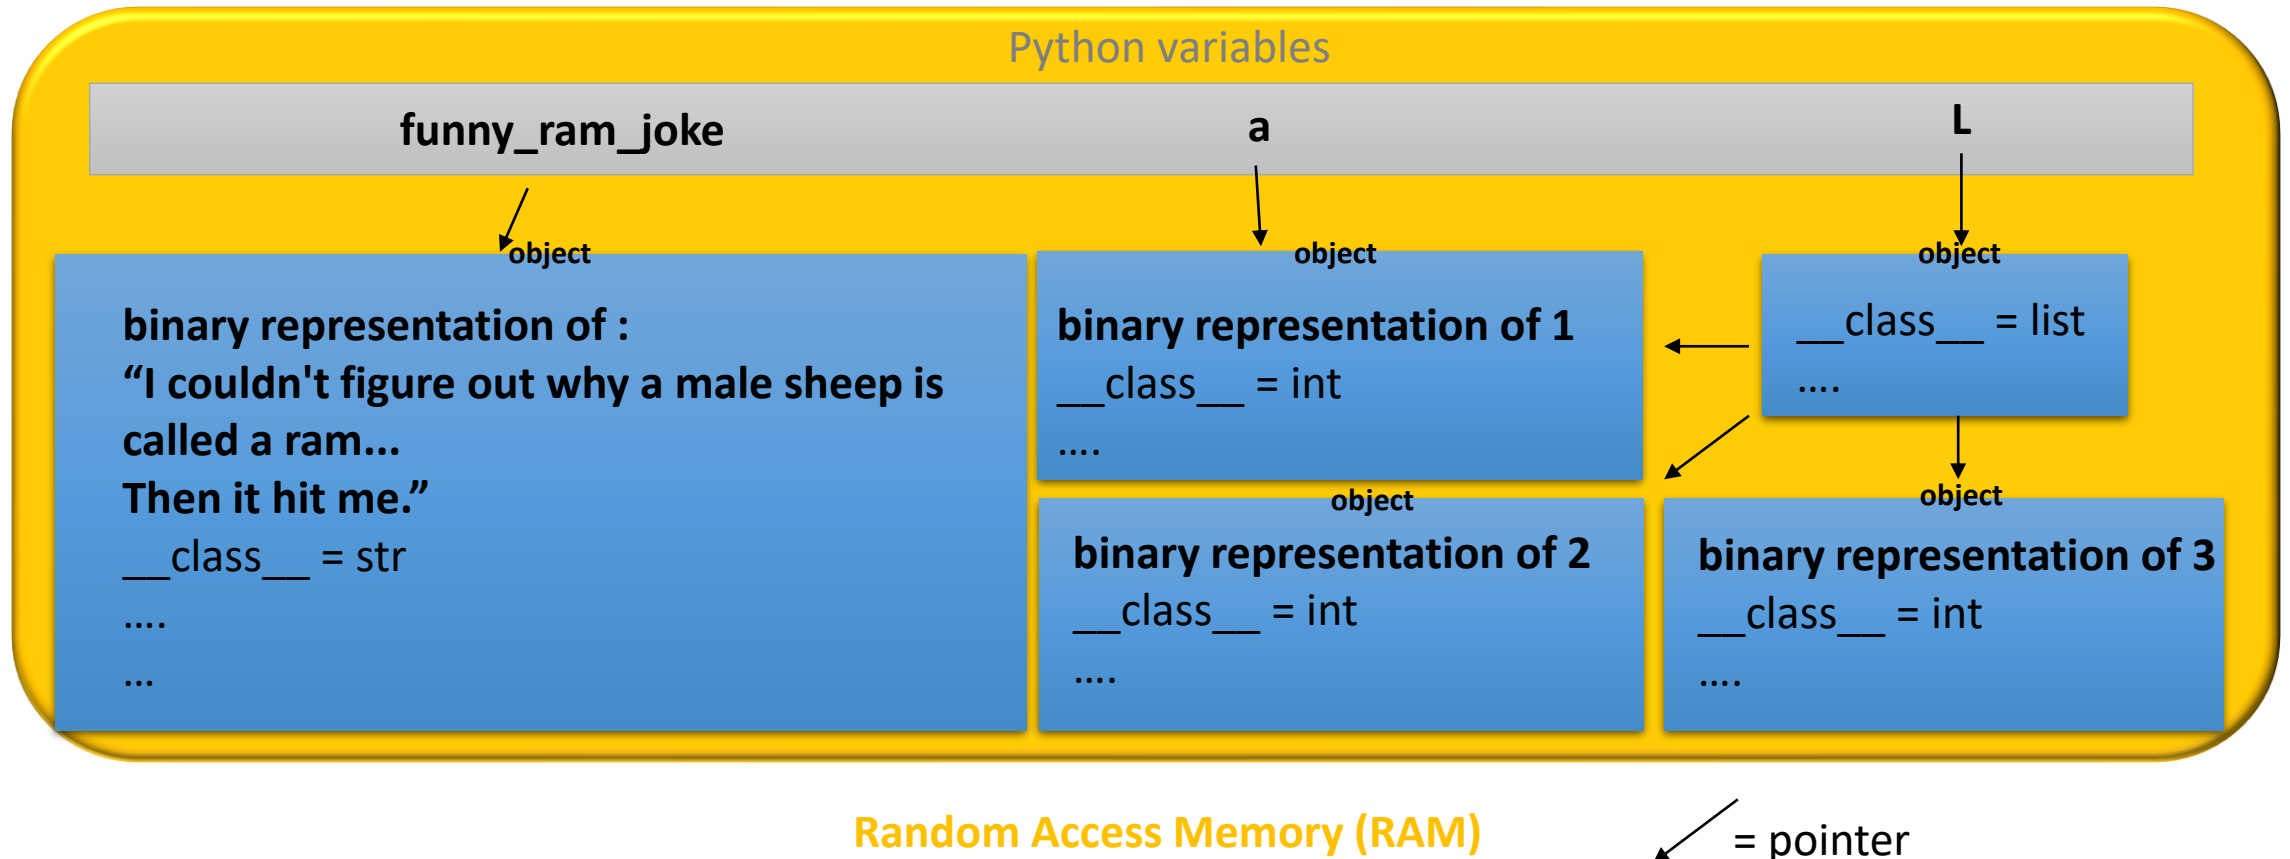 Python variables
funny_ram_joke
a
L
object
binary representation of :
“I couldn't figure out why a male sheep is
called a ram...
Then it hit me.”
__class__ = str
....
...
object
binary representation of 1
__class__ = int
....
object
__class__ = list
....
object
binary representation of 2
__class__ = int
....
object
binary representation of 3
__class__ = int
....
Random Access Memory (RAM)
= pointer